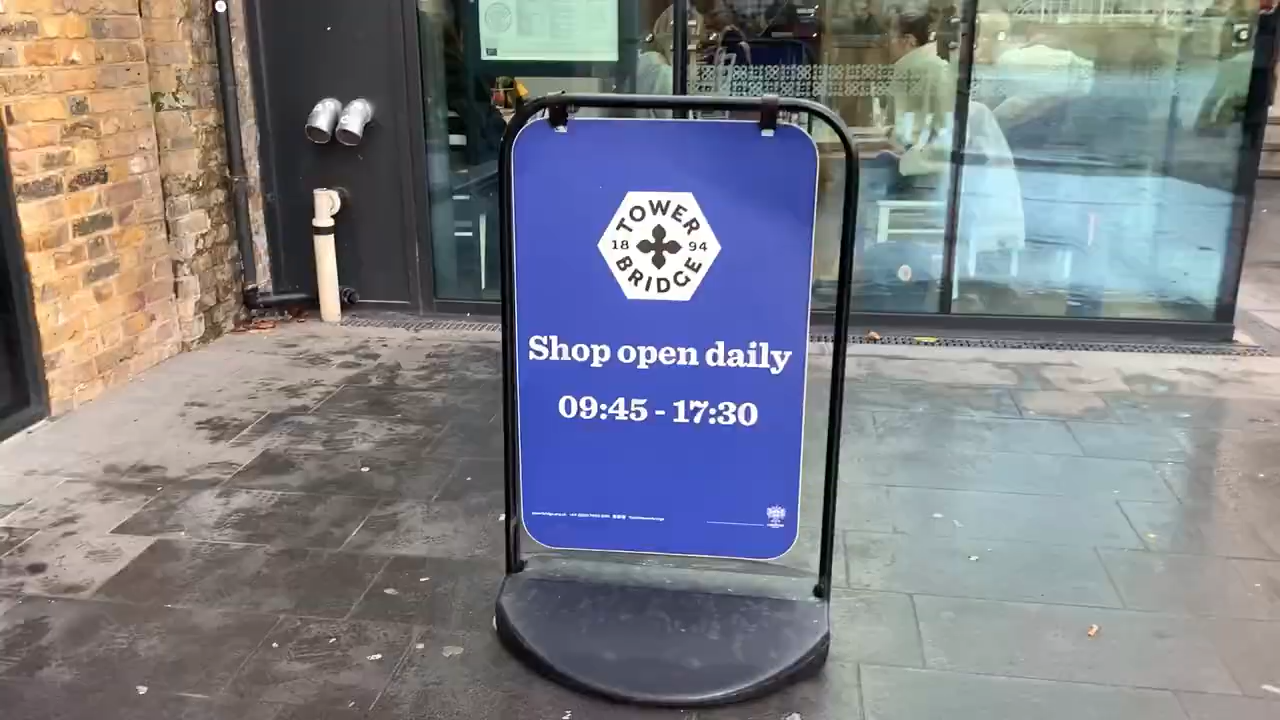 TOWER
18 94
BRIDGE
Shop open daily
09:45 - 17:30